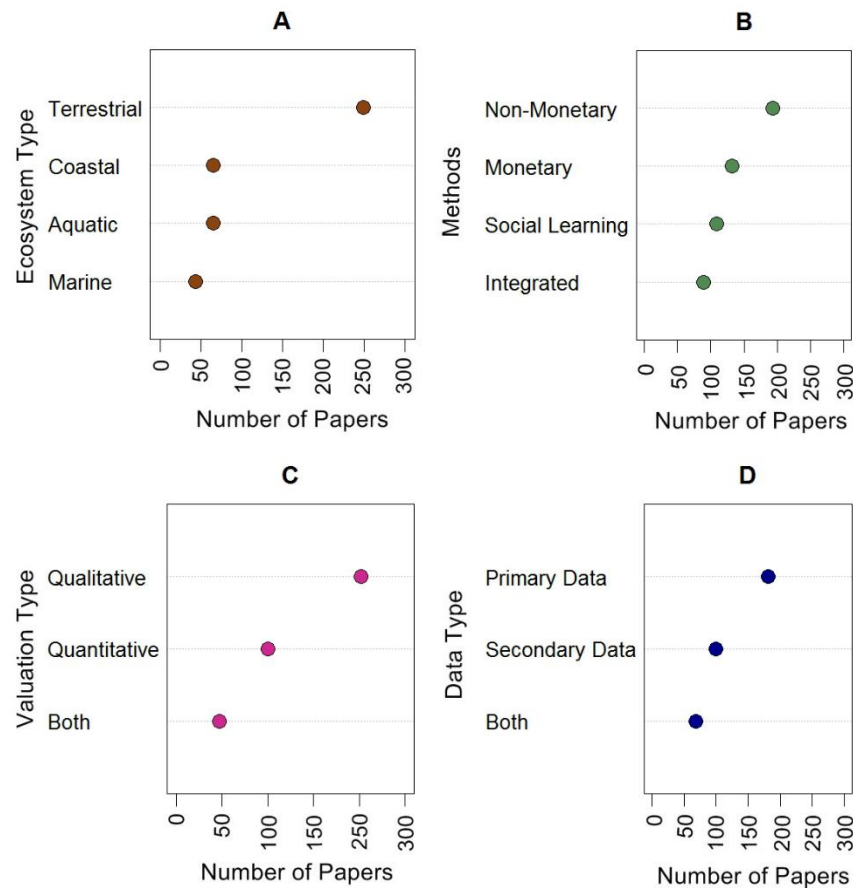 A
Ecosystem Type
Terrestrial
Coastal
Aquatic
Marine
0 50 100 150 200 250 300
Number of Papers
B
Methods
Non-Monetary
Monetary
Social Learning
Integrated
0 50 100 150 200 250 300
Number of Papers
C
Valuation Type
Qualitative
Quantitative
Both
0 50 100 200 250 300
Number of Papers
D
Data Type
Primary Data
Secondary Data
Both
0 50 100 150 200 250 300
Number of Papers